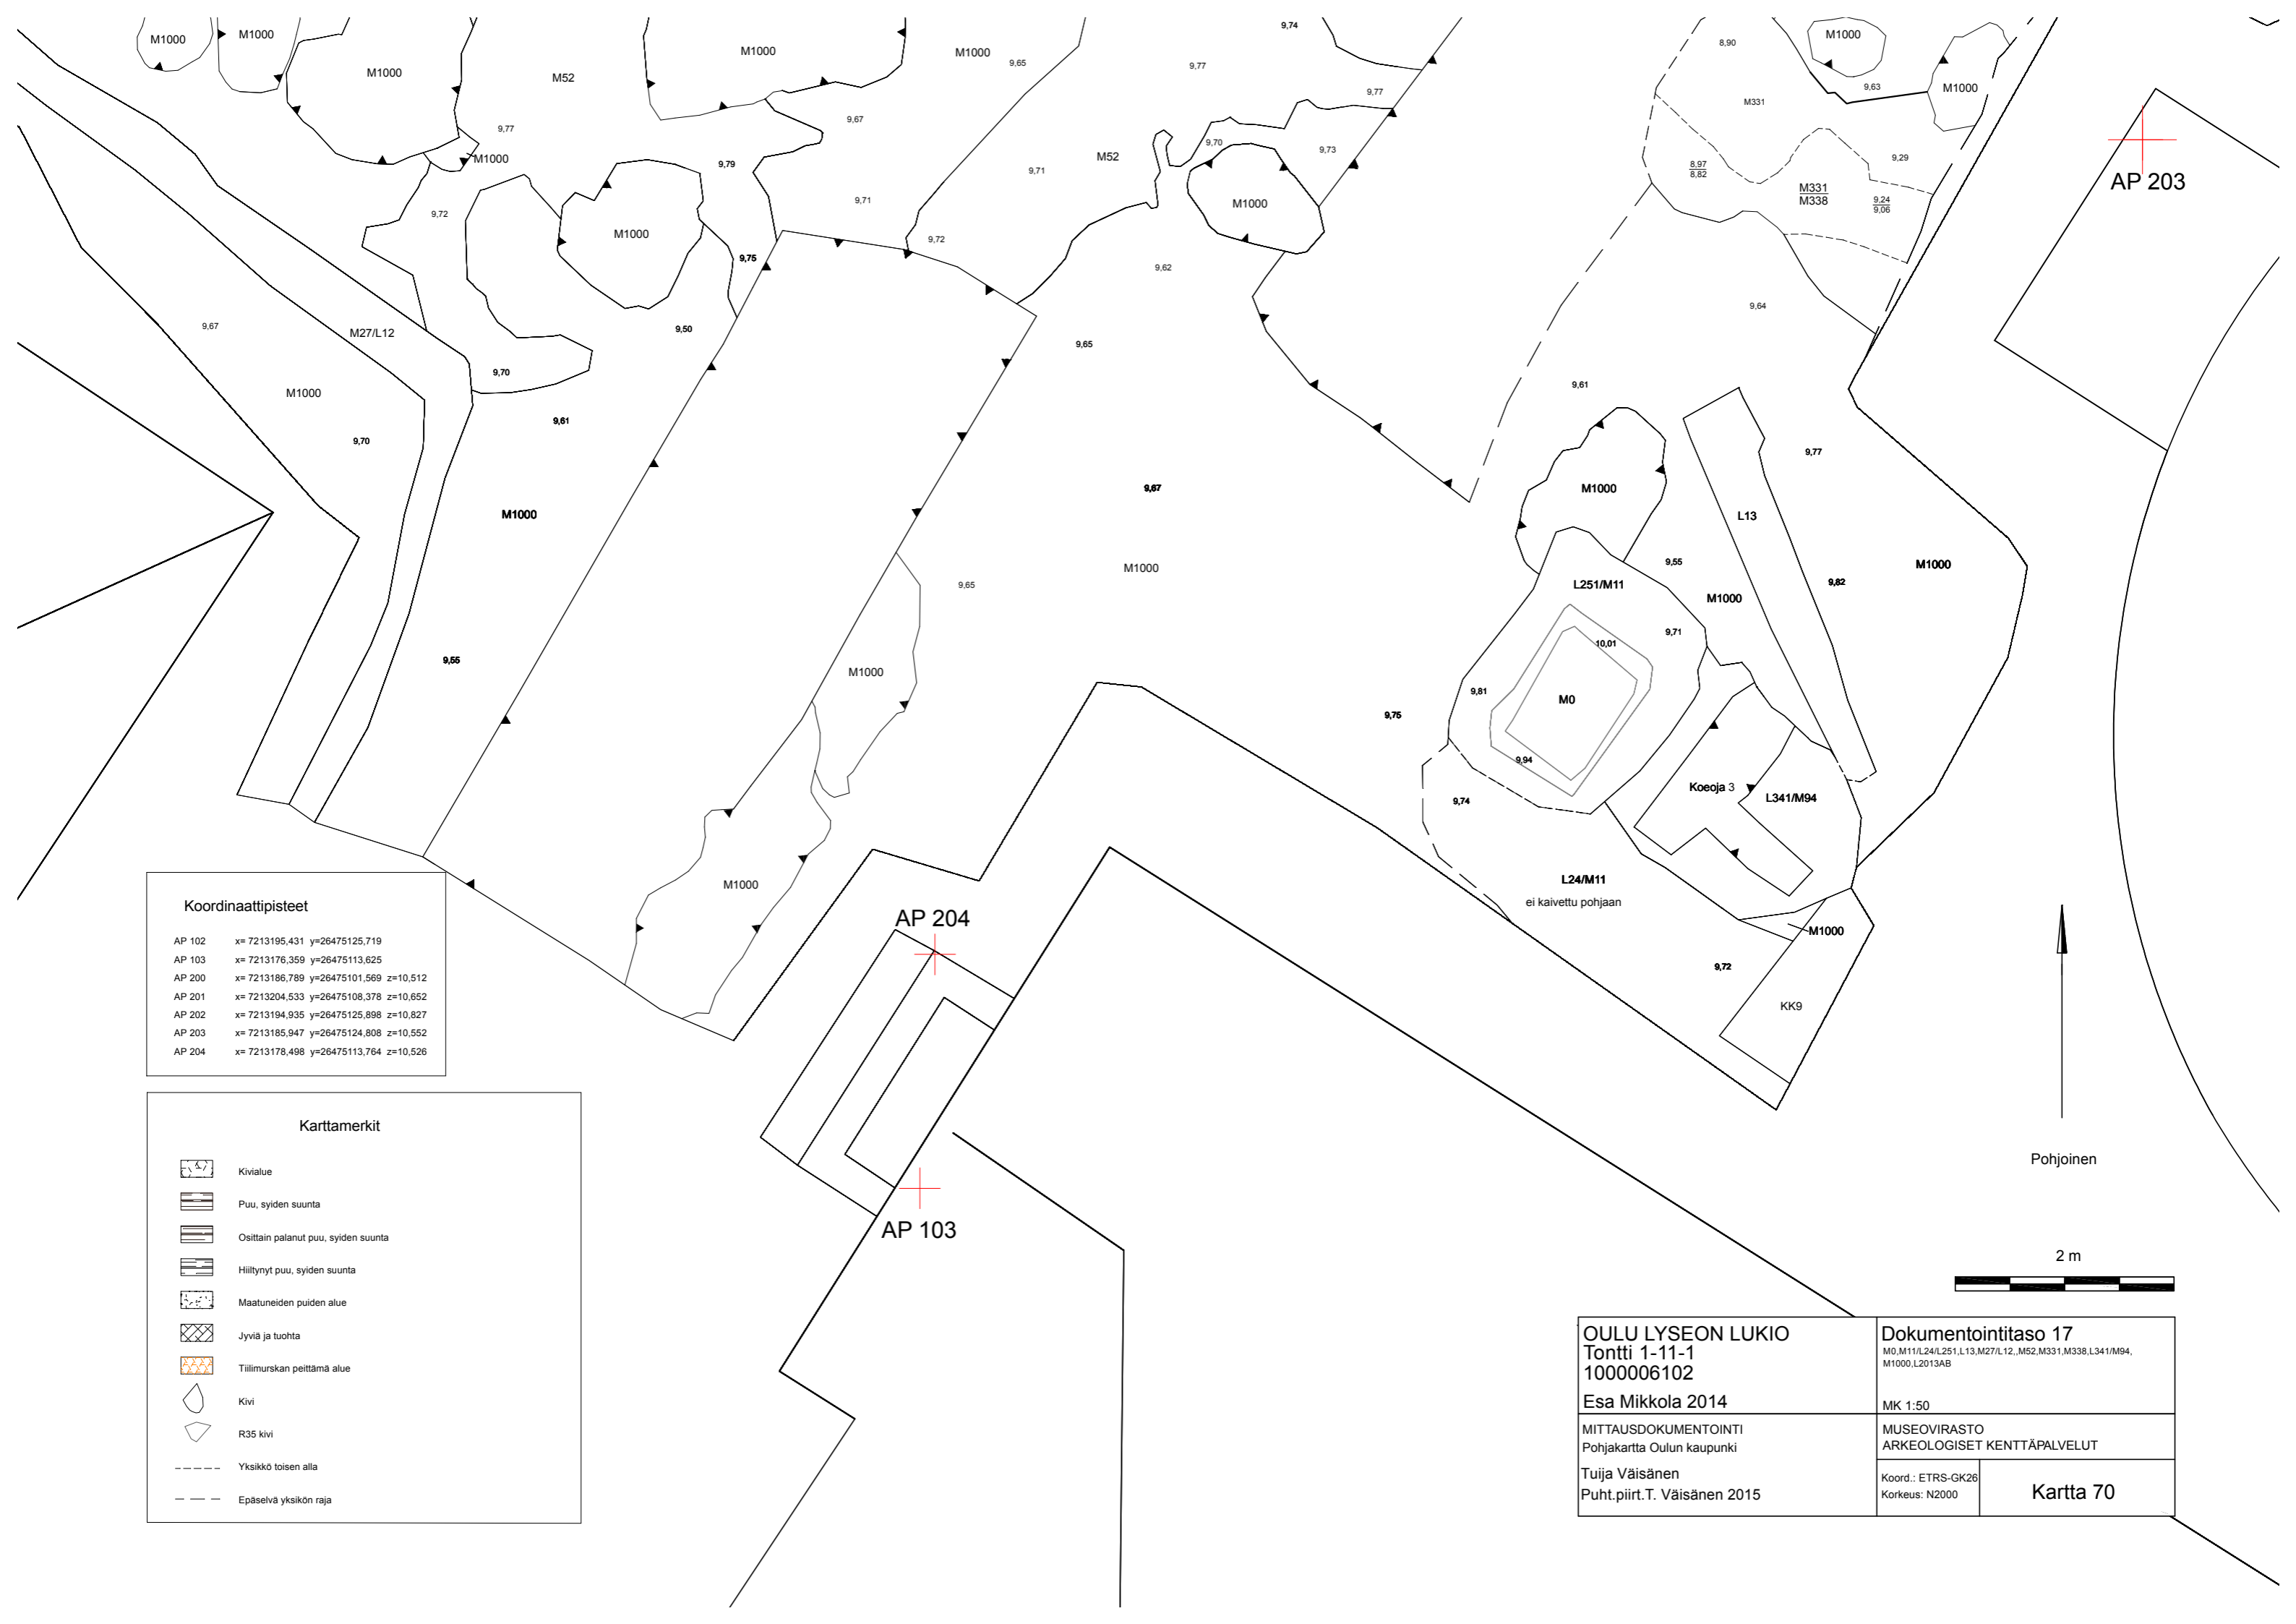 M1000
M1000
M1000
M52
M1000
M1000
9,65
9,74
9,77
9,77
8,90
M331
M1000
9,63
M1000
9,77
M1000
9,67
9,79
M52
9,70
9,73
9,71
9,72
9,71
M1000
M1000
8,97
8,82
9,29
M331
M338
9,24
9,06
AP 203
9,72
9,75
9,62
9,67
M27/L12
9,50
9,65
9,64
M1000
9,70
9,61
9,61
9,70
9,77
M1000
9,67
M1000
L13
9,65
M1000
L251/M11
9,55
M1000
9,82
M1000
9,55
M1000
10,01
9,71
9,81
M0
9,75
9,94
9,74
Koeoja 3
L341/M94
M1000
L24/M11
ei kaivettu pohjaan
M1000
9,72
KK9
AP 204
AP 103
Koordinaattipisteet
AP 102 x= 7213195,431 y=26475125,719
AP 103 x= 7213176,359 y=26475113,625
AP 200 x= 7213186,789 y=26475101,569 z=10,512
AP 201 x= 7213204,533 y=26475108,378 z=10,652
AP 202 x= 7213194,935 y=26475125,898 z=10,827
AP 203 x= 7213185,947 y=26475124,808 z=10,552
AP 204 x= 7213178,498 y=26475113,764 z=10,526
Karttamerkit
Kivialue
Puu, syiden suunta
Osittain palanut puu, syiden suunta
Hiiltynyt puu, syiden suunta
Maatuneiden puiden alue
Jyviä ja tuohta
Tiilimurskan peittämä alue
Kivi
R35 kivi
Yksikkö toisen alla
Epäselvä yksikön raja
Pohjoinen
2 m
OULU LYSEON LUKIO
Tontti 1-11-1
1000006102
Esa Mikkola 2014
Dokumentointitaso 17
M0,M11/L24/L251,L13,M27/L12,,M52,M331,M338,L341/M94,
M1000,L2013AB
MK 1:50
MITTAUSDOKUMENTOINTI
Pohjakartta Oulun kaupunki
Tuija Väisänen
Puht.piirt.T. Väisänen 2015
MUSEOVIRASTO
ARKEOLOGISET KENTTÄPALVELUT
Koord.: ETRS-GK26
Korkeus: N2000
Kartta 70